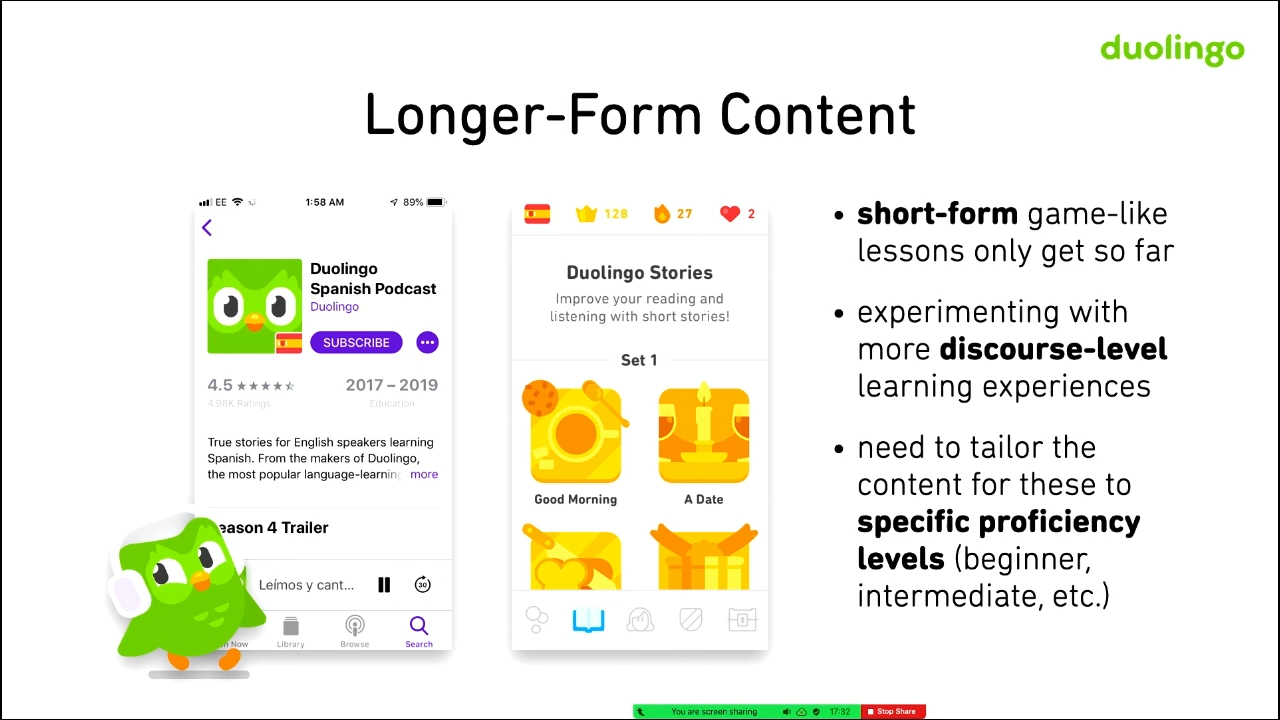 duolingo
Longer-Form Content
EE
1:58 AM
89%
Duolingo
Spanish Podcast
Duolingo
SUBSCRIBE
4.5
2017 – 2019
4.98K Ratings
Education
True stories for English speakers learning
Spanish. From the makers of Duolingo,
the most popular language-learning more
eason 4 Trailer
Leímos y cant...
30
Now
Library
Browse
Search
128
27
2
Duolingo Stories
Improve your reading and
listening with short stories!
Set 1
Good Morning
A Date
• short-form game-like
lessons only get so far
• experimenting with
more discourse-level
learning experiences
• need to tailor the
content for these to
specific proficiency
levels (beginner,
intermediate, etc.)
You are screen sharing
17:32
Stop Share